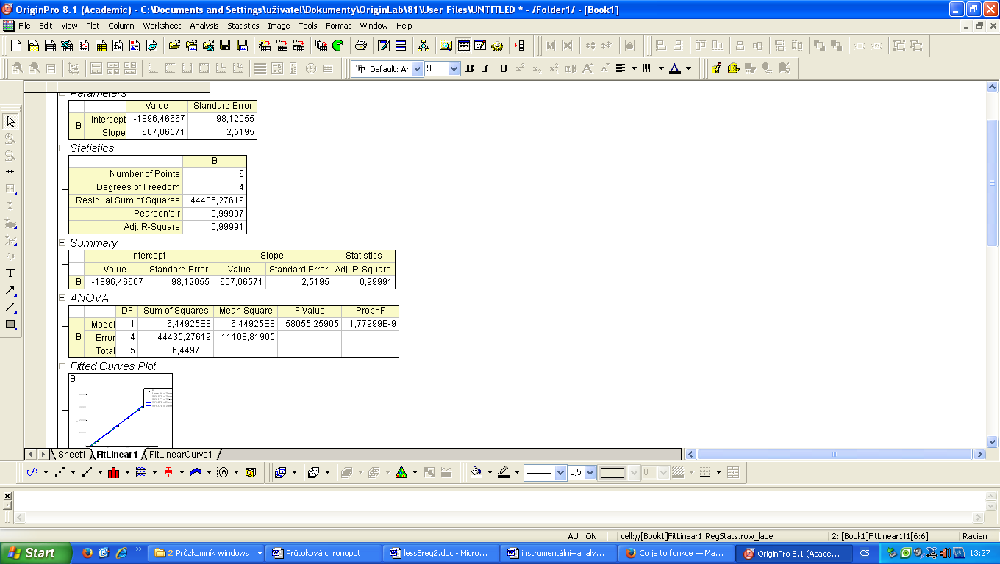 OriginPro 8.1 (Academic) - C:\Documents and Settings\uživatel\Dokumenty\OriginLab\81\User Files\UNTITLED * - /Folder1/ - [Book1]
File Edit View Plot Column Worksheet Analysis Statistics Image Tools Format Window Help
Default: Ar 9 B I U
Parameters
Value Standard Error
B Intercept -1896,46667 98,12055
Slope 607,06571 2,5195
Statistics
B
Number of Points 6
Degrees of Freedom 4
Residual Sum of Squares 44435,27619
Pearson's r 0,99997
Adj. R-Square 0,99991
Summary
Intercept Slope Statistics
Value Standard Error Value Standard Error Adj. R-Square
B -1896,46667 98,12055 607,06571 2,5195 0,99991
ANOVA
DF Sum of Squares Mean Square F Value Prob>F
B Model 1 6,44925E8 6,44925E8 58055,25905 1,77999E-9
Error 4 44435,27619 11108,81905
Total 5 6,4497E8
Fitted Curves Plot
B
Sheet1 FitLinear1 FitLinearCurve1
0,5 0
AU : ON cell://[Book1]FitLinear1!RegStats.row_label 2: [Book1]FitLinear1!1[6:6] Radian
Start 2 Průzkumník Windows Průtoková chronopot... less8reg2.doc - Micro... instrumentální+analy... Co je to funkce — Ma... OriginPro 8.1 (Acade... CS 13:27